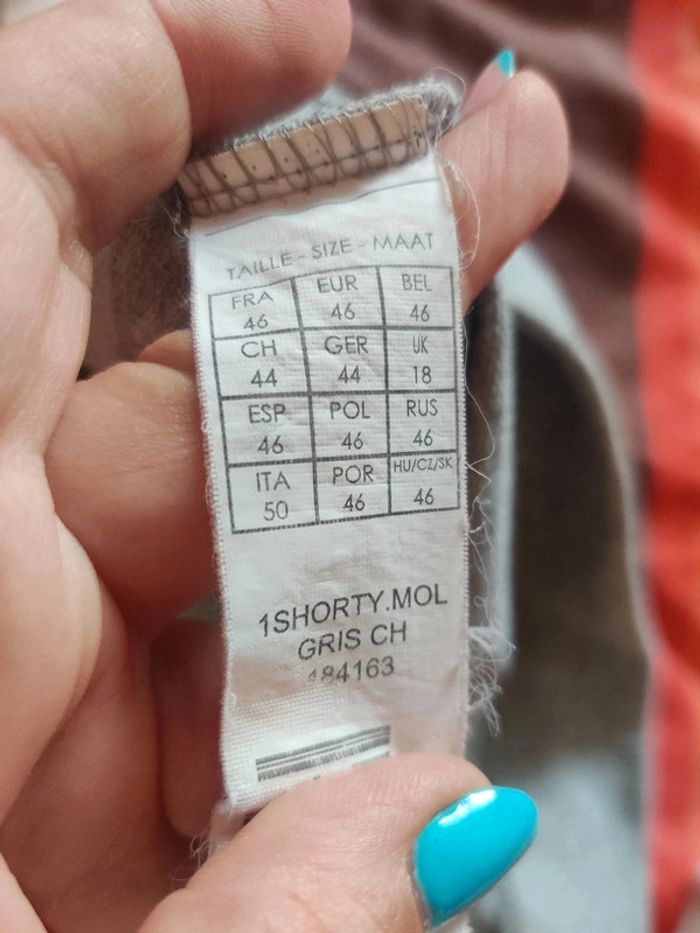 TAILLE - SIZE - MAAT
FRA EUR BEL
46 46 46
CH GER UK
44 44 18
ESP POL RUS
46 46 46
ITA POR HU/CZ/SK
50 46 46
1SHORTY.MOL
GRIS CH
484163